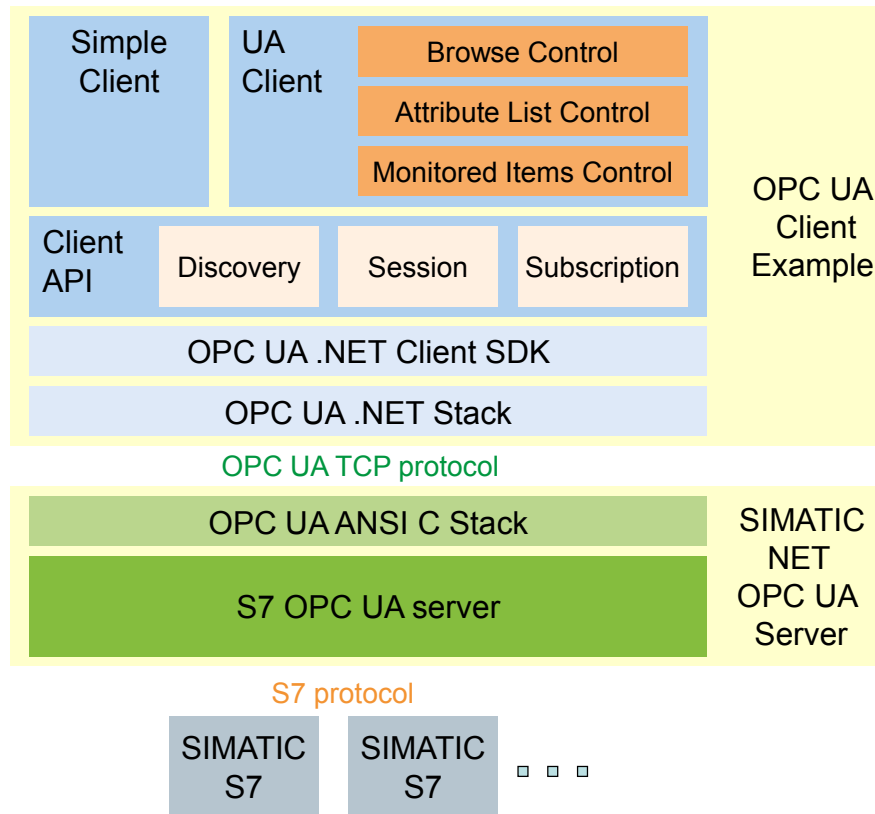 Simple
Client
UA
Client
Browse Control
Attribute List Control
Monitored Items Control
OPC UA
Client
Example
Client
API
Discovery
Session
Subscription
OPC UA .NET Client SDK
OPC UA .NET Stack
OPC UA TCP protocol
OPC UA ANSI C Stack
S7 OPC UA server
SIMATIC
NET
OPC UA
Server
S7 protocol
SIMATIC
S7
SIMATIC
S7